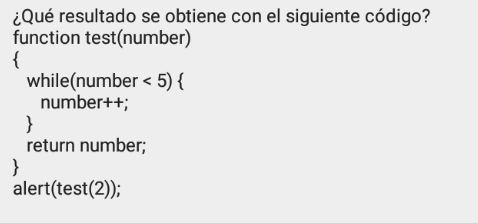 ¿Qué resultado se obtiene con el siguiente código?
function test(number)
{
while(number < 5) {
number++;
}
return number;
}
alert(test(2));